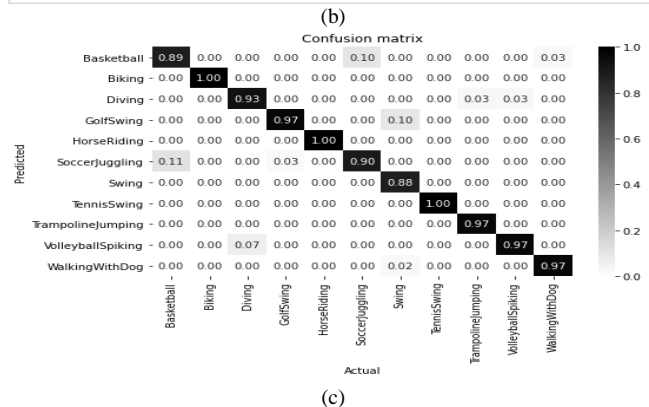 (b)
Confusion matrix
Basketball 0.89 0.00 0.00 0.00 0.00 0.10 0.00 0.00 0.00 0.00 0.03
Biking 0.00 1.00 0.00 0.00 0.00 0.00 0.00 0.00 0.00 0.00 0.00
Diving 0.00 0.00 0.93 0.00 0.00 0.00 0.00 0.00 0.03 0.03 0.00
GolfSwing 0.00 0.00 0.00 0.97 0.00 0.00 0.10 0.00 0.00 0.00 0.00
HorseRiding 0.00 0.00 0.00 0.00 1.00 0.00 0.00 0.00 0.00 0.00 0.00
SoccerJuggling 0.11 0.00 0.00 0.03 0.00 0.90 0.00 0.00 0.00 0.00 0.00
Swing 0.00 0.00 0.00 0.00 0.00 0.00 0.88 0.00 0.00 0.00 0.00
TennisSwing 0.00 0.00 0.00 0.00 0.00 0.00 0.00 1.00 0.00 0.00 0.00
TrampolineJumping 0.00 0.00 0.00 0.00 0.00 0.00 0.00 0.00 0.97 0.00 0.00
VolleyballSpiking 0.00 0.00 0.07 0.00 0.00 0.00 0.00 0.00 0.00 0.97 0.00
WalkingWithDog 0.00 0.00 0.00 0.00 0.00 0.00 0.02 0.00 0.00 0.00 0.97
Predicted
Basketball
Biking
Diving
GolfSwing
HorseRiding
SoccerJuggling
Swing
TennisSwing
TrampolineJumping
VolleyballSpiking
WalkingWithDog
Actual
1.0
0.8
0.6
0.4
0.2
0.0
(c)